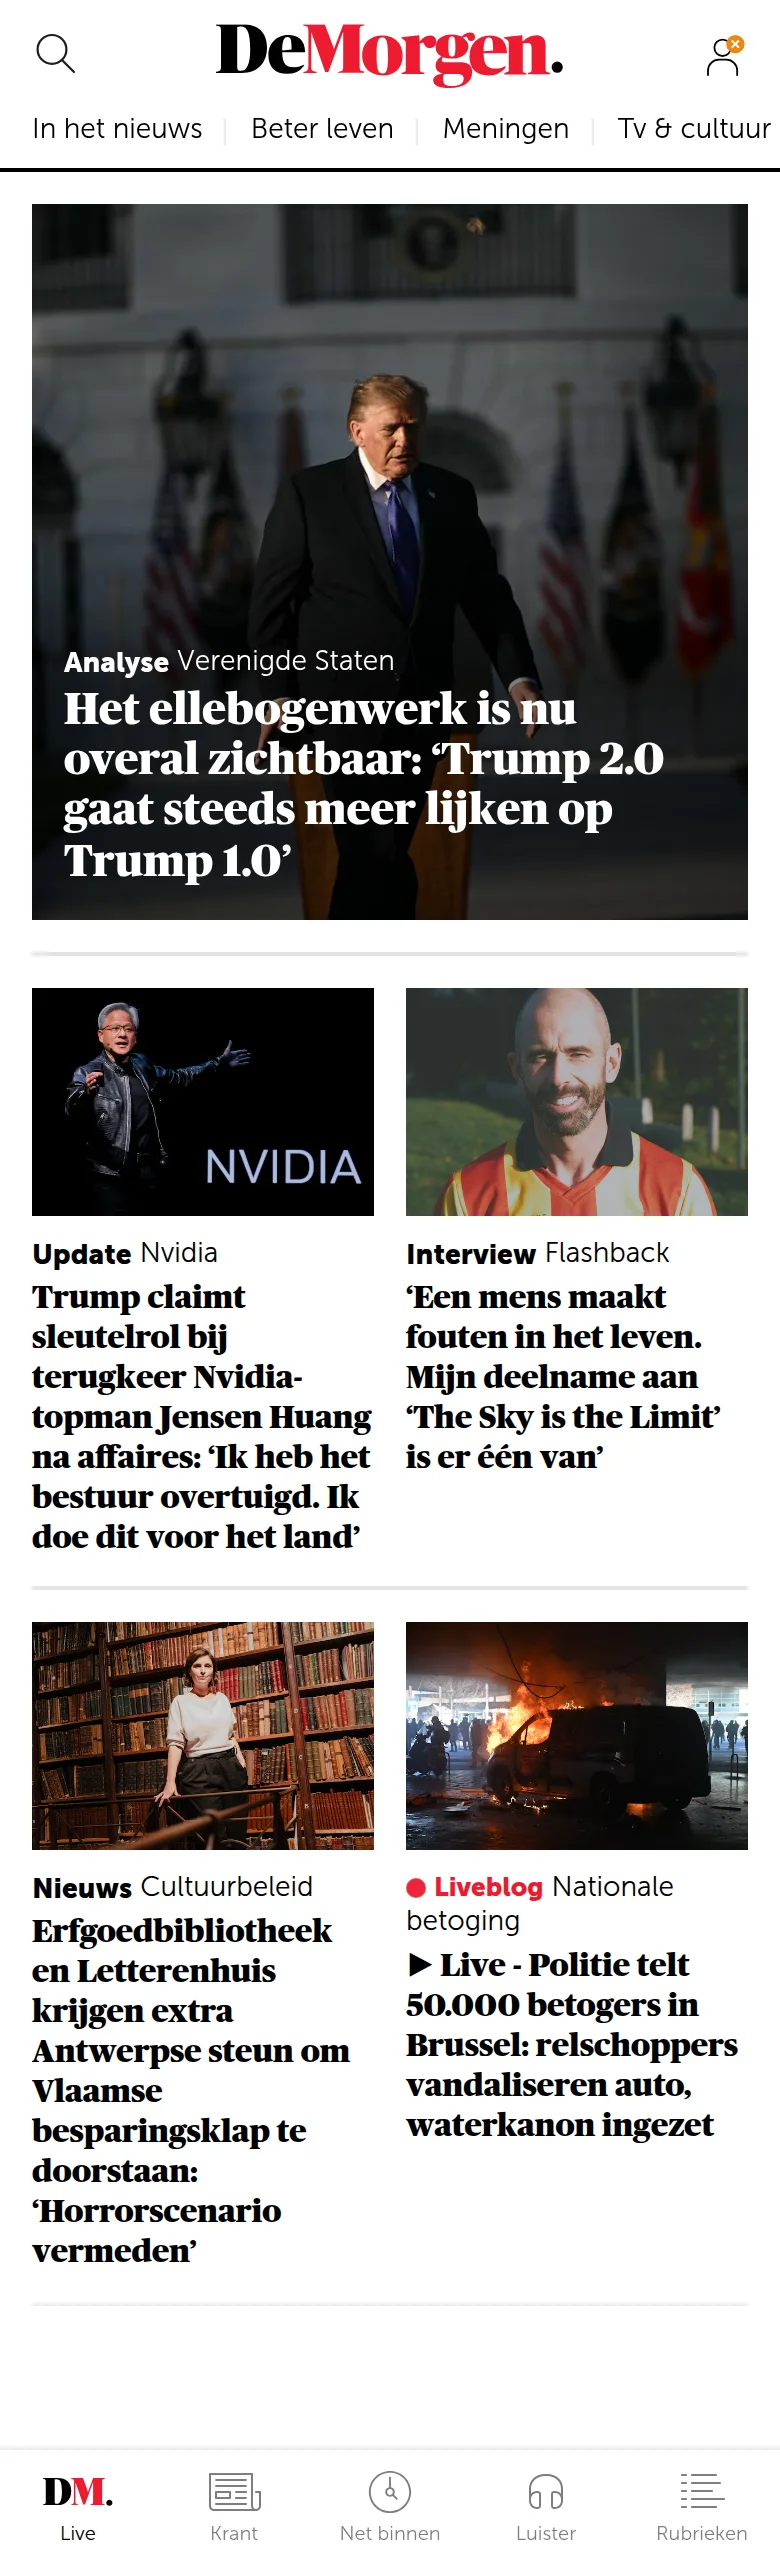 DeMorgen.
In het nieuws
Beter leven
Meningen
Tv & cultuur
Analyse Verenigde Staten
Het ellebogenwerk is nu
overal zichtbaar: ‘Trump 2.0
gaat steeds meer lijken op
Trump 1.0’
NVIDIA
Update Nvidia
Trump claimt
sleutelrol bij
terugkeer Nvidia-
topman Jensen Huang
na affaires: ‘Ik heb het
bestuur overtuigd. Ik
doe dit voor het land’
Interview Flashback
‘Een mens maakt
fouten in het leven.
Mijn deelname aan
‘The Sky is the Limit’
is er één van’
Nieuws Cultuurbeleid
Erfgoedbibliotheek
en Letterenhuis
krijgen extra
Antwerpse steun om
Vlaamse
besparingsklap te
doorstaan:
‘Horrorscenario
vermeden’
Liveblog Nationale
betoging
Live - Politie telt
50.000 betogers in
Brussel: relschoppers
vandaliseren auto,
waterkanon ingezet
DM.
Live
Krant
Net binnen
Luister
Rubrieken